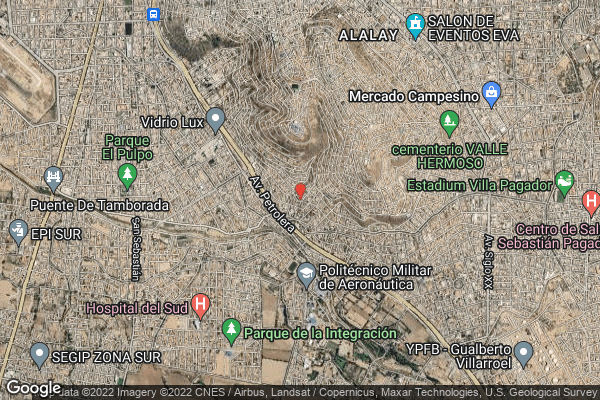 SALON DE
EVENTOS EVA
ALALAY
Mercado Campesino
Vidrio Lux
cementerio VALLE
HERMOSO
Parque
El Pulpo
Estadium Villa Pagador
Puente De Tamborada
Av. Petrolera
Centro de Sal
Sebastián Pagad
EPI SUR
can Sebastián
Av. Siglo XX
Politécnico Militar
de Aeronáutica
Hospital del Sud
Parque de la Integración
SEGIP ZONA SUR
YPFB - Gualberto
Villarroel
Google
data ©2022 Imagery ©2022 CNES / Airbus, Landsat / Copernicus, Maxar Technologies, U.S. Geological Survey